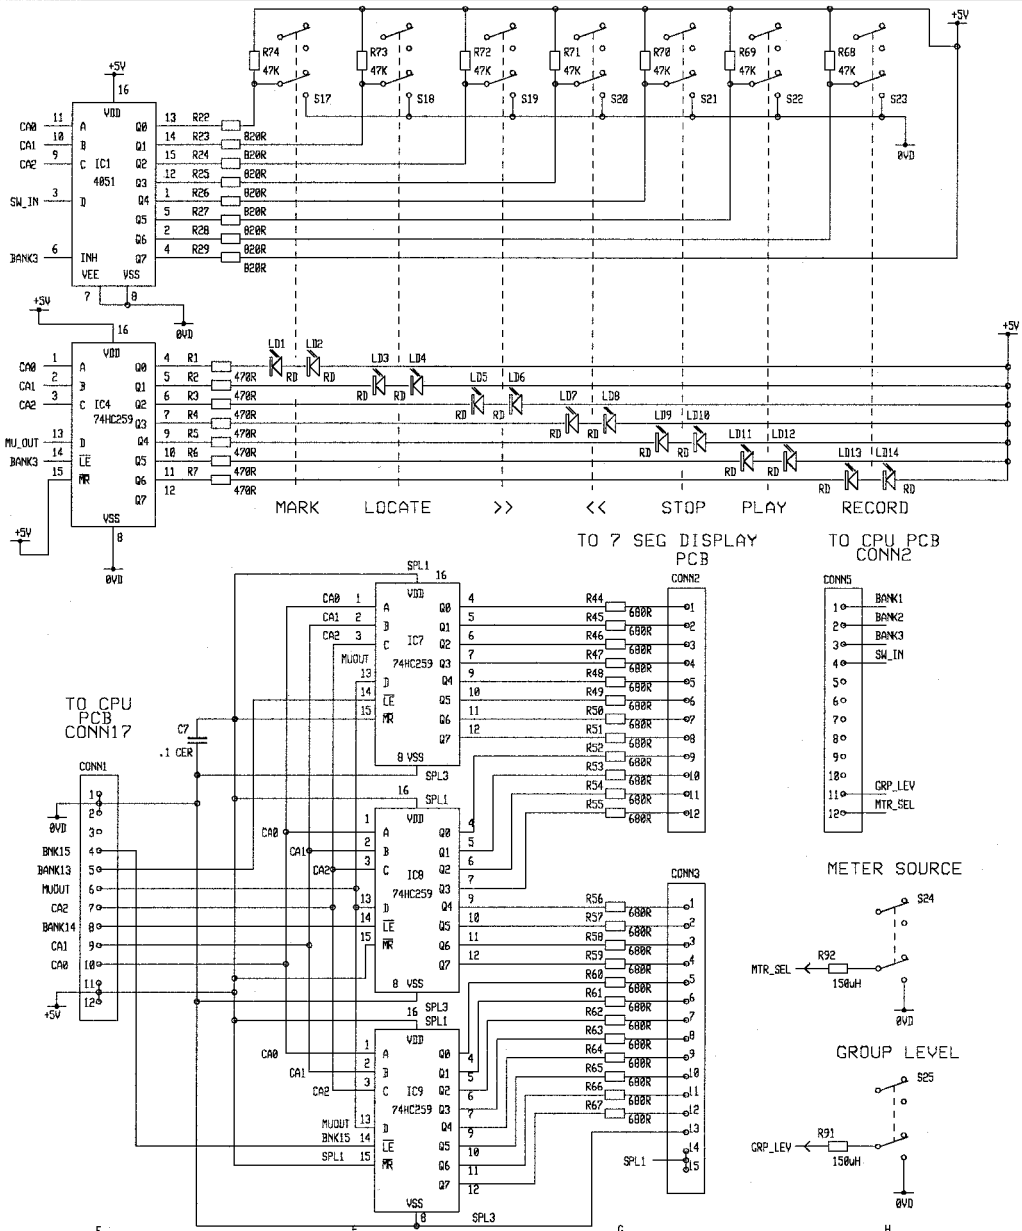 +5V
R74
47K
R73
47K
R72
47K
R71
47K
R70
47K
R69
47K
R68
47K
S17
S18
S19
S20
S21
S22
S23
0VD
+5V
16
VDD
CA0 11 A
CA1 10 B
CA2 9 C
IC1
4051
SW_IN 3 D
BANK3 6 INH
VEE VSS
7 8
0VD
Q0 13 R22 820R
Q1 14 R23 820R
Q2 15 R24 820R
Q3 12 R25 820R
Q4 1 R26 820R
Q5 5 R27 820R
Q6 2 R28 820R
Q7 4 R29 820R
+5V
16
VDD
CA0 1 A
CA1 2 B
CA2 3 C
IC4
74HC259
MU_OUT 13 D
BANK3 14 LE
15 MR
+5V
VSS
8
0VD
Q0 4 R1 470R
Q1 5 R2 470R
Q2 6 R3 470R
Q3 7 R4 470R
Q4 9 R5 470R
Q5 10 R6 470R
Q6 11 R7 470R
Q7 12
LD1 LD2
RD RD
LD3 LD4
RD RD
LD5 LD6
RD RD
LD7 LD8
RD RD
LD9 LD10
RD RD
LD11 LD12
RD RD
LD13 LD14
RD RD
+5V
MARK LOCATE >> << STOP PLAY RECORD
TO 7 SEG DISPLAY
PCB
CONN2
TO CPU PCB
CONN2
CONN5
1 BANK1
2 BANK2
3 BANK3
4 SW_IN
5
6
7
8
9
10
11 GRP_LEV
12 MTR_SEL
SPL1
16
VDD
CA0 1 A
CA1 2 B
CA2 3 C
IC7
74HC259
MUOUT
13 D
14 LE
15 MR
8 VSS
SPL3
Q0 4
Q1 5
Q2 6
Q3 7
Q4 9
Q5 10
Q6 11
Q7 12
R44 680R 1
R45 680R 2
R46 680R 3
R47 680R 4
R48 680R 5
R49 680R 6
R50 680R 7
R51 680R 8
R52 680R 9
R53 680R 10
R54 680R 11
R55 680R 12
TO CPU
PCB
CONN17
C7
.1 CER
CONN1
1
0VD
2
3
BNK15 4
BANK13 5
MUOUT 6
CA2 7
BANK14 8
CA1 9
CA0 10
11
+5V
12
16
SPL1
VDD
CA0 1 A
CA1 2 B
CA2 3 C
IC8
74HC259
13 D
14 LE
15 MR
8 VSS
SPL3
Q0 4
Q1 5
Q2 6
Q3 7
Q4 9
Q5 10
Q6 11
Q7 12
CONN3
R56 680R 1
R57 680R 2
R58 680R 3
R59 680R 4
R60 680R 5
R61 680R 6
R62 680R 7
R63 680R 8
R64 680R 9
R65 680R 10
R66 680R 11
R67 680R 12
13
14
SPL1
15
16
SPL1
VDD
CA0 1 A
CA1 2 B
CA2 3 C
IC9
74HC259
MUOUT 13 D
BNK15 14 LE
SPL1 15 MR
VSS
8
SPL3
Q0 4
Q1 5
Q2 6
Q3 7
Q4 9
Q5 10
Q6 11
Q7 12
METER SOURCE
S24
R92
MTR_SEL
150uH
0VD
GROUP LEVEL
S25
R91
GRP_LEV
150uH
0VD
G
H